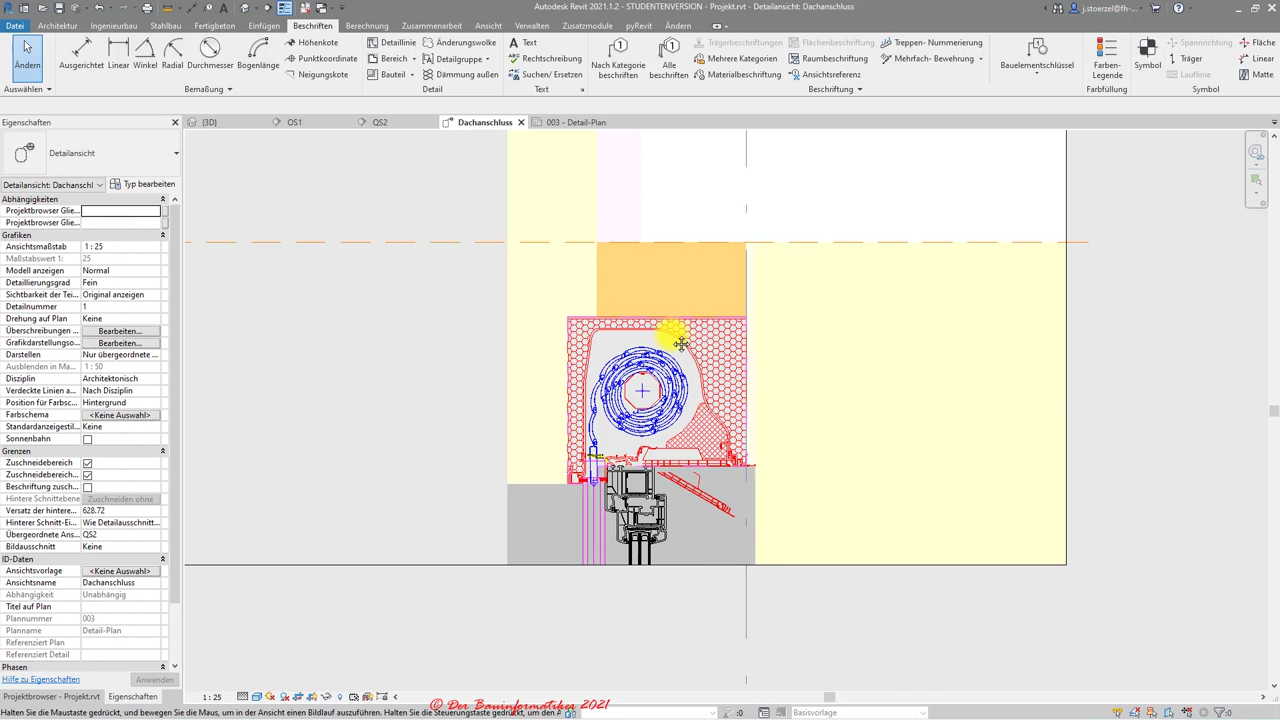 Autodesk Revit 2021.1.2 - STUDENTENVERSION - Projekt.rvt - Detailansicht: Dachanschluss
j.stoerzel@fh-...
Datei Architektur Ingenieurbau Stahlbau Gebäudetechnik Fertigbeton Einfügen Beschriften Berechnung Zusammenarbeit Ansicht Verwalten Zusatzmodule pyRevit Ändern
Höhenkote Detaillinie Änderungswolke Text Trägerbeschriftungen Flächenbeschriftung Treppen- Nummerierung Spannrichtung Fläche
Punktkoordinate Bereich Detailgruppe Rechtschreibung Mehrere Kategorien Raumbeschriftung Mehrfach- Bewehrung Träger Linear
Ändern Ausgerichtet Linear Winkel Radial Durchmesser Bogenlänge Nach Kategorie beschriften Alle beschriften Bauelementschlüssel Farben-Legende Symbol
Neigungskote Bauteil Dämmung außen Suchen/ Ersetzen Materialbeschriftung Ansichtsreferenz Lauflinie Matte
Auswählen Bemaßung Detail Text Beschriftung Farbfüllung Symbol
Eigenschaften
{3D} OS1 QS2 Dachanschluss 003 - Detail-Plan
Detailansicht
Detailansicht: Dachanschl Typ bearbeiten
Abhängigkeiten
Projektbrowser Glie...
Projektbrowser Glie...
Grafiken
Ansichtsmaßstab 1 : 25
Maßstabswert 1: 25
Modell anzeigen Normal
Detaillierungsgrad Fein
Sichtbarkeit der Tei... Original anzeigen
Detailnummer 1
Drehung auf Plan Keine
Überschreibungen ... Bearbeiten...
Grafikdarstellungso... Bearbeiten...
Darstellen Nur übergeordnete ...
Ausblenden in Ma... 1 : 50
Disziplin Architektonisch
Verdeckte Linien a... Nach Disziplin
Position für Farbsc... Hintergrund
Farbschema <Keine Auswahl>
Standardanzeigestil... Keine
Sonnenbahn
Grenzen
Zuschneidebereich
Zuschneidebereich
Beschriftung zusch...
Hintere Schnittebene Zuschneiden ohne
Versatz der hintere... 628.72
Hinterer Schnitt-Ei... Wie Detailausschnitt...
Übergeordnete Ans... QS2
Bildausschnitt Keine
ID-Daten
Ansichtsvorlage <Keine Auswahl>
Ansichtsname Dachanschluss
Abhängigkeit Unabhängig
Titel auf Plan
Plannummer 003
Planname Detail-Plan
Referenziert Plan
Referenziert Detail
Phasen
Hilfe zu Eigenschaften Anwenden
Projektbrowser - Projekt.rvt Eigenschaften 1 : 25
© Der Bauinformatiker 2021
Halten Sie die Maustaste gedrückt, und bewegen Sie die Maus, um in der Ansicht einen Bildlauf auszuführen. Halten Sie die Steuerungstaste gedrückt, um den A :0 Basisvorlage :0